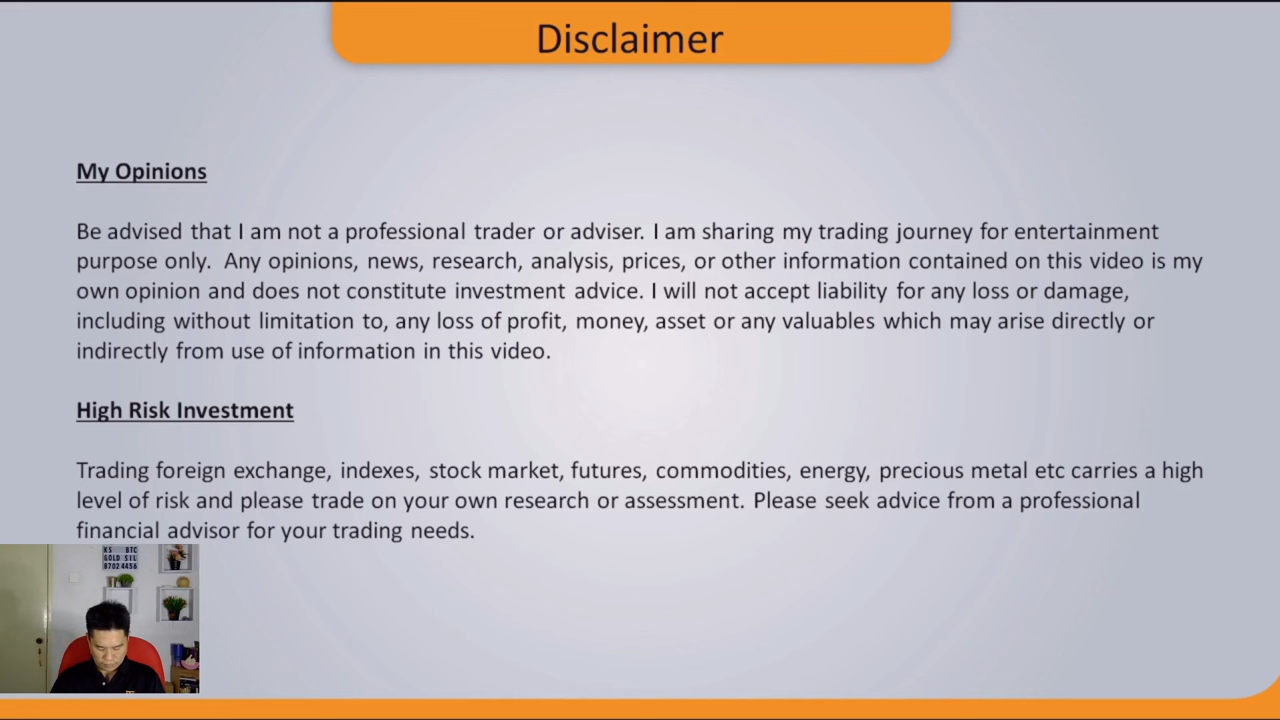 Disclaimer
My Opinions
Be advised that I am not a professional trader or adviser. I am sharing my trading journey for entertainment
purpose only.  Any opinions, news, research, analysis, prices, or other information contained on this video is my
own opinion and does not constitute investment advice. I will not accept liability for any loss or damage,
including without limitation to, any loss of profit, money, asset or any valuables which may arise directly or
indirectly from use of information in this video.
High Risk Investment
Trading foreign exchange, indexes, stock market, futures, commodities, energy, precious metal etc carries a high
level of risk and please trade on your own research or assessment. Please seek advice from a professional
financial advisor for your trading needs.
KS BTC
GOLD SIL
8702 4456